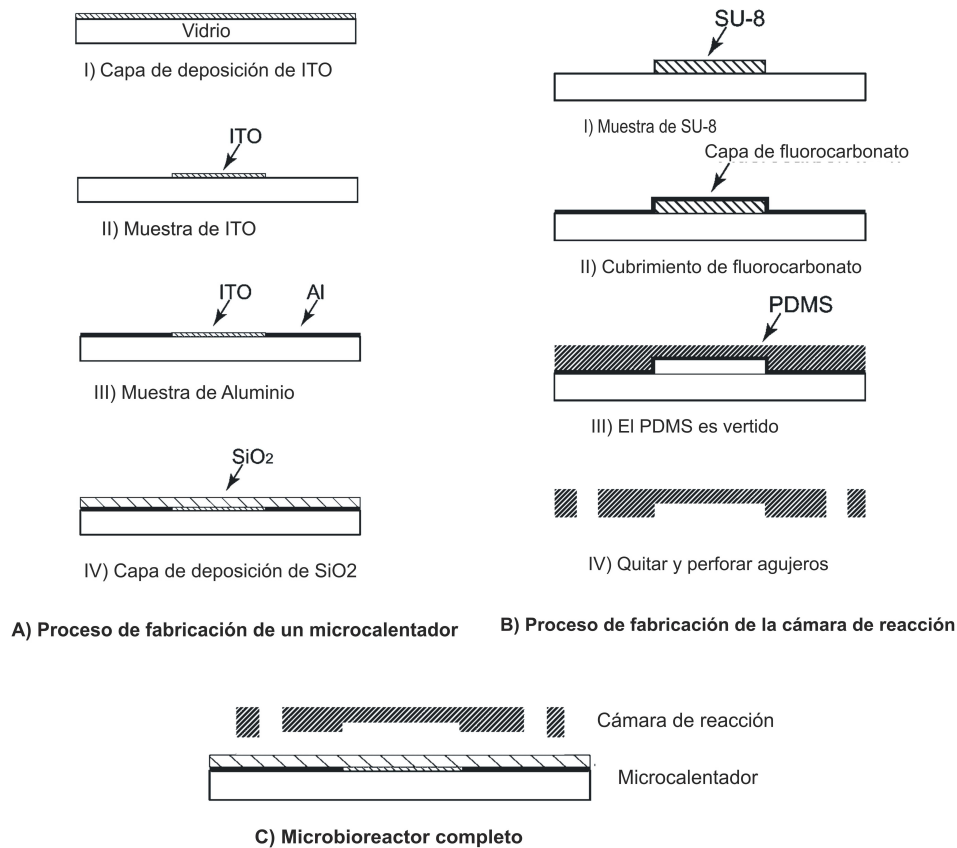 Vidrio
I) Capa de deposición de ITO
ITO
II) Muestra de ITO
ITO
Al
III) Muestra de Aluminio
SiO2
IV) Capa de deposición de SiO2
A) Proceso de fabricación de un microcalentador
SU-8
I) Muestra de SU-8
Capa de fluorocarbonato
II) Cubrimiento de fluorocarbonato
PDMS
III) El PDMS es vertido
IV) Quitar y perforar agujeros
B) Proceso de fabricación de la cámara de reacción
Cámara de reacción
Microcalentador
C) Microbioreactor completo